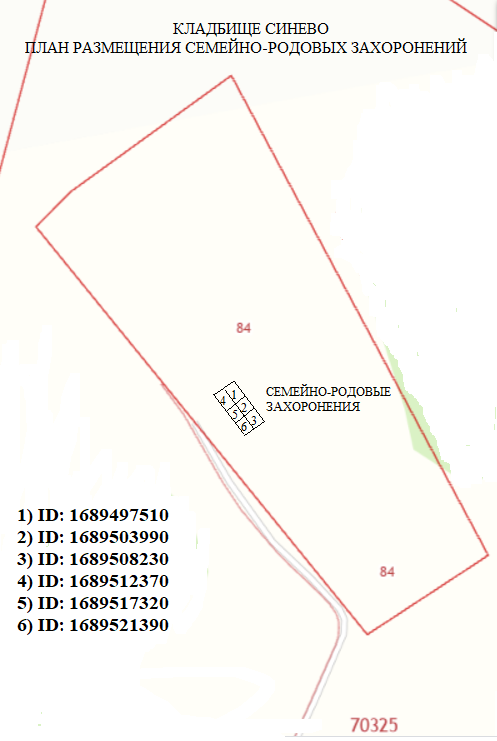 КЛАДБИЩЕ СИНЕВО
ПЛАН РАЗМЕЩЕНИЯ СЕМЕЙНО-РОДОВЫХ ЗАХОРОНЕНИЙ
84
СЕМЕЙНО-РОДОВЫЕ
ЗАХОРОНЕНИЯ
1
4
2
5
3
6
1) ID: 1689497510
2) ID: 1689503990
3) ID: 1689508230
4) ID: 1689512370
5) ID: 1689517320
6) ID: 1689521390
84
70325